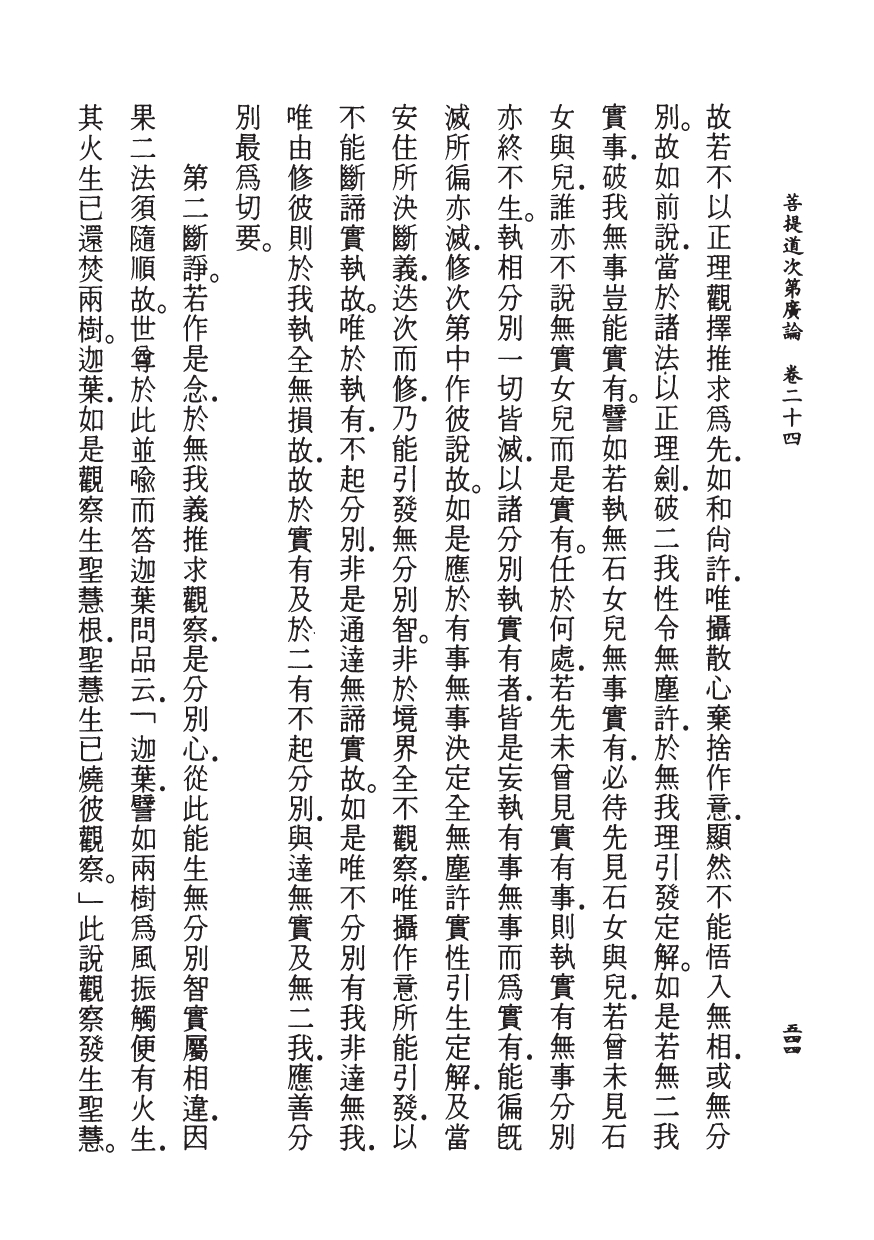 菩提道次第廣論　卷二十四
五四四
故若不以正理觀擇推求爲先．如和尙許．唯攝散心棄捨作意．顯然不能悟入無相．或無分
別。故如前說．當於諸法以正理劍．破二我性令無塵許．於無我理引發定解。如是若無二我
實事．破我無事豈能實有。譬如若執無石女兒無事實有．必待先見石女與兒．若曾未見石
女與兒．誰亦不說無實女兒而是實有。任於何處．若先未曾見實有事．則執實有無事分別
亦終不生。執相分別一切皆滅．以諸分別執實有者．皆是妄執有事無事而爲實有．能徧旣
滅所徧亦滅．修次第中作彼說故。如是應於有事無事決定全無塵許實性引生定解．及當
安住所決斷義．迭次而修．乃能引發無分別智。非於境界全不觀察．唯攝作意所能引發．以
不能斷諦實執故。唯於執有．不起分別．非是通達無諦實故。如是唯不分別有我非達無我．
唯由修彼則於我執全無損故．故於實有及於二有不起分別．與達無實及無二我．應善分
別最爲切要。
第二斷諍。若作是念．於無我義推求觀察．是分別心．從此能生無分別智實屬相違．因
果二法須隨順故。世尊於此並喩而答迦葉問品云．「迦葉．譬如兩樹爲風振觸便有火生．
其火生已還焚兩樹。迦葉．如是觀察生聖慧根．聖慧生已燒彼觀察。」此說觀察發生聖慧。